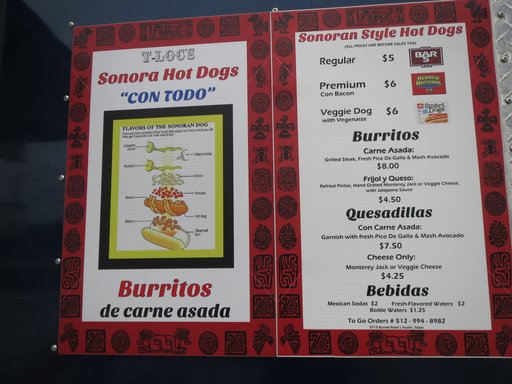 T-LOC'S
Sonora Hot Dogs
"CON TODO"
FLAVORS OF THE SONORAN DOG
Jalapeño
Sauce
Mayonnaise
Mustard
Onion
Tomato
Bacon
Hot dog
Beans
Steamed
Bun
Burritos
de carne asada
Sonoran Style Hot Dogs
(ALL PRICES ARE BEFORE SALES TAX)
Regular $5
BAR
S
Premium $6
Con Bacon
HEBREW
NATIONAL
Veggie Dog $6
with Vegenaise
Smart
Dogs
Burritos
Carne Asada:
Grilled Steak, Fresh Pico De Gallo & Mash Avocado
$8.00
Frijol y Queso:
Refried Pintos, Hand Grated Monterey Jack or Veggie Cheese,
with Jalapeño Sauce
$4.50
Quesadillas
Con Carne Asada:
Garnish with fresh Pico De Gallo & Mash Avocado
$7.50
Cheese Only:
Monterey Jack or Veggie Cheese
$4.25
Bebidas
Mexican Sodas $2 Fresh-Flavored Waters $2
Bottle Waters $1.25
To Go Orders # 512 - 994 - 8982
Burnet Road | Austin, Texas